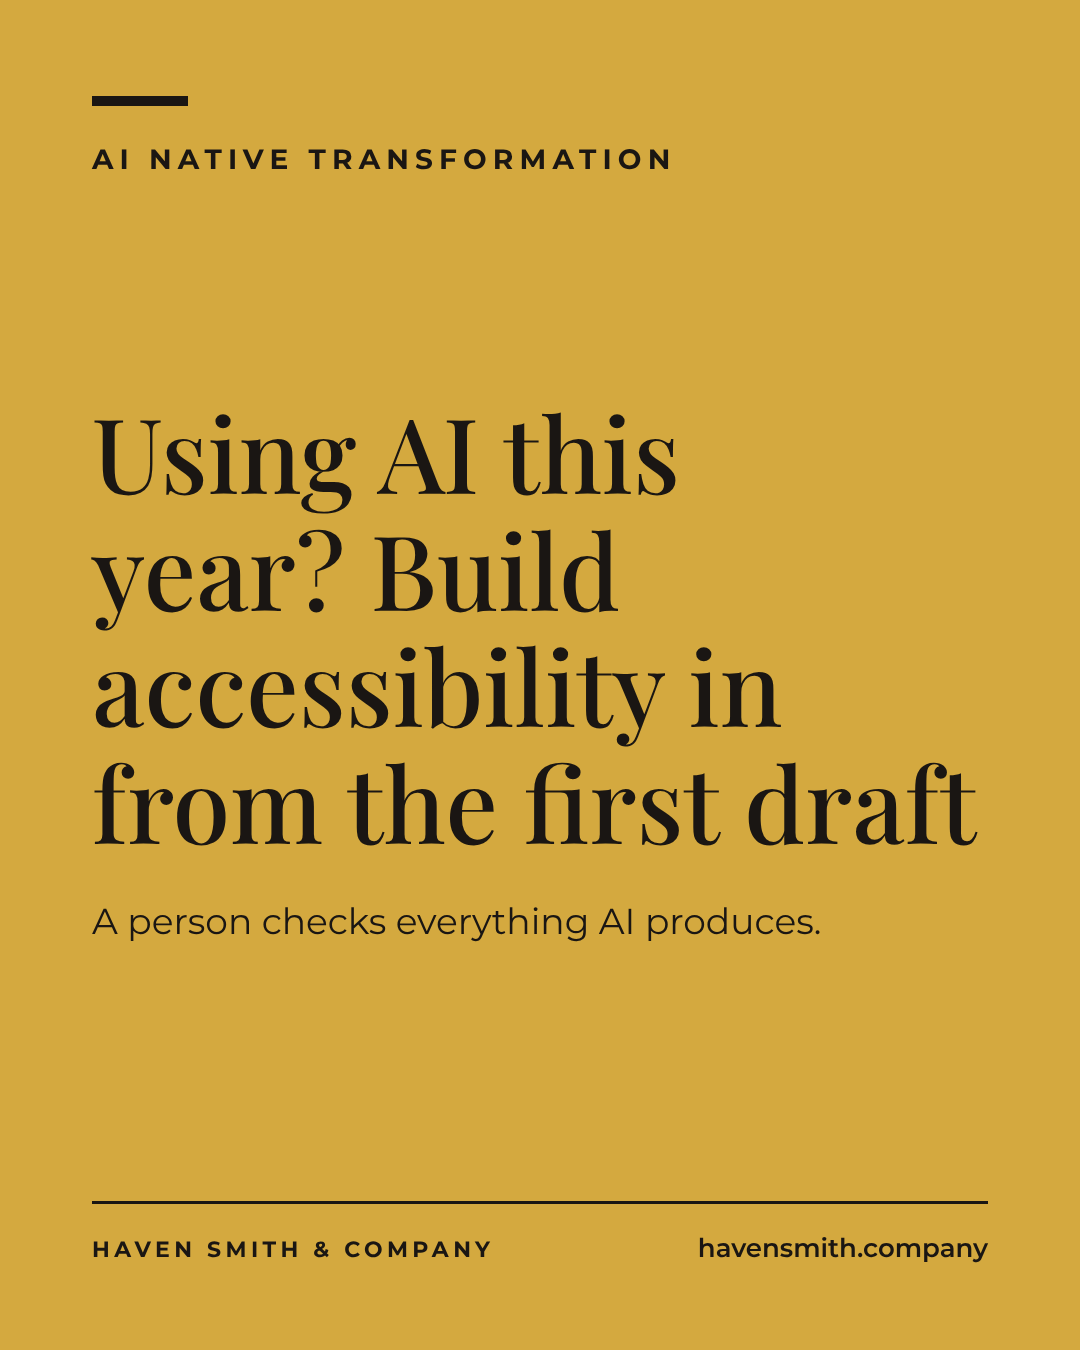 AI NATIVE TRANSFORMATION
Using AI this
year? Build
accessibility in
from the first draft
A person checks everything AI produces.
HAVEN SMITH & COMPANY
havensmith.company